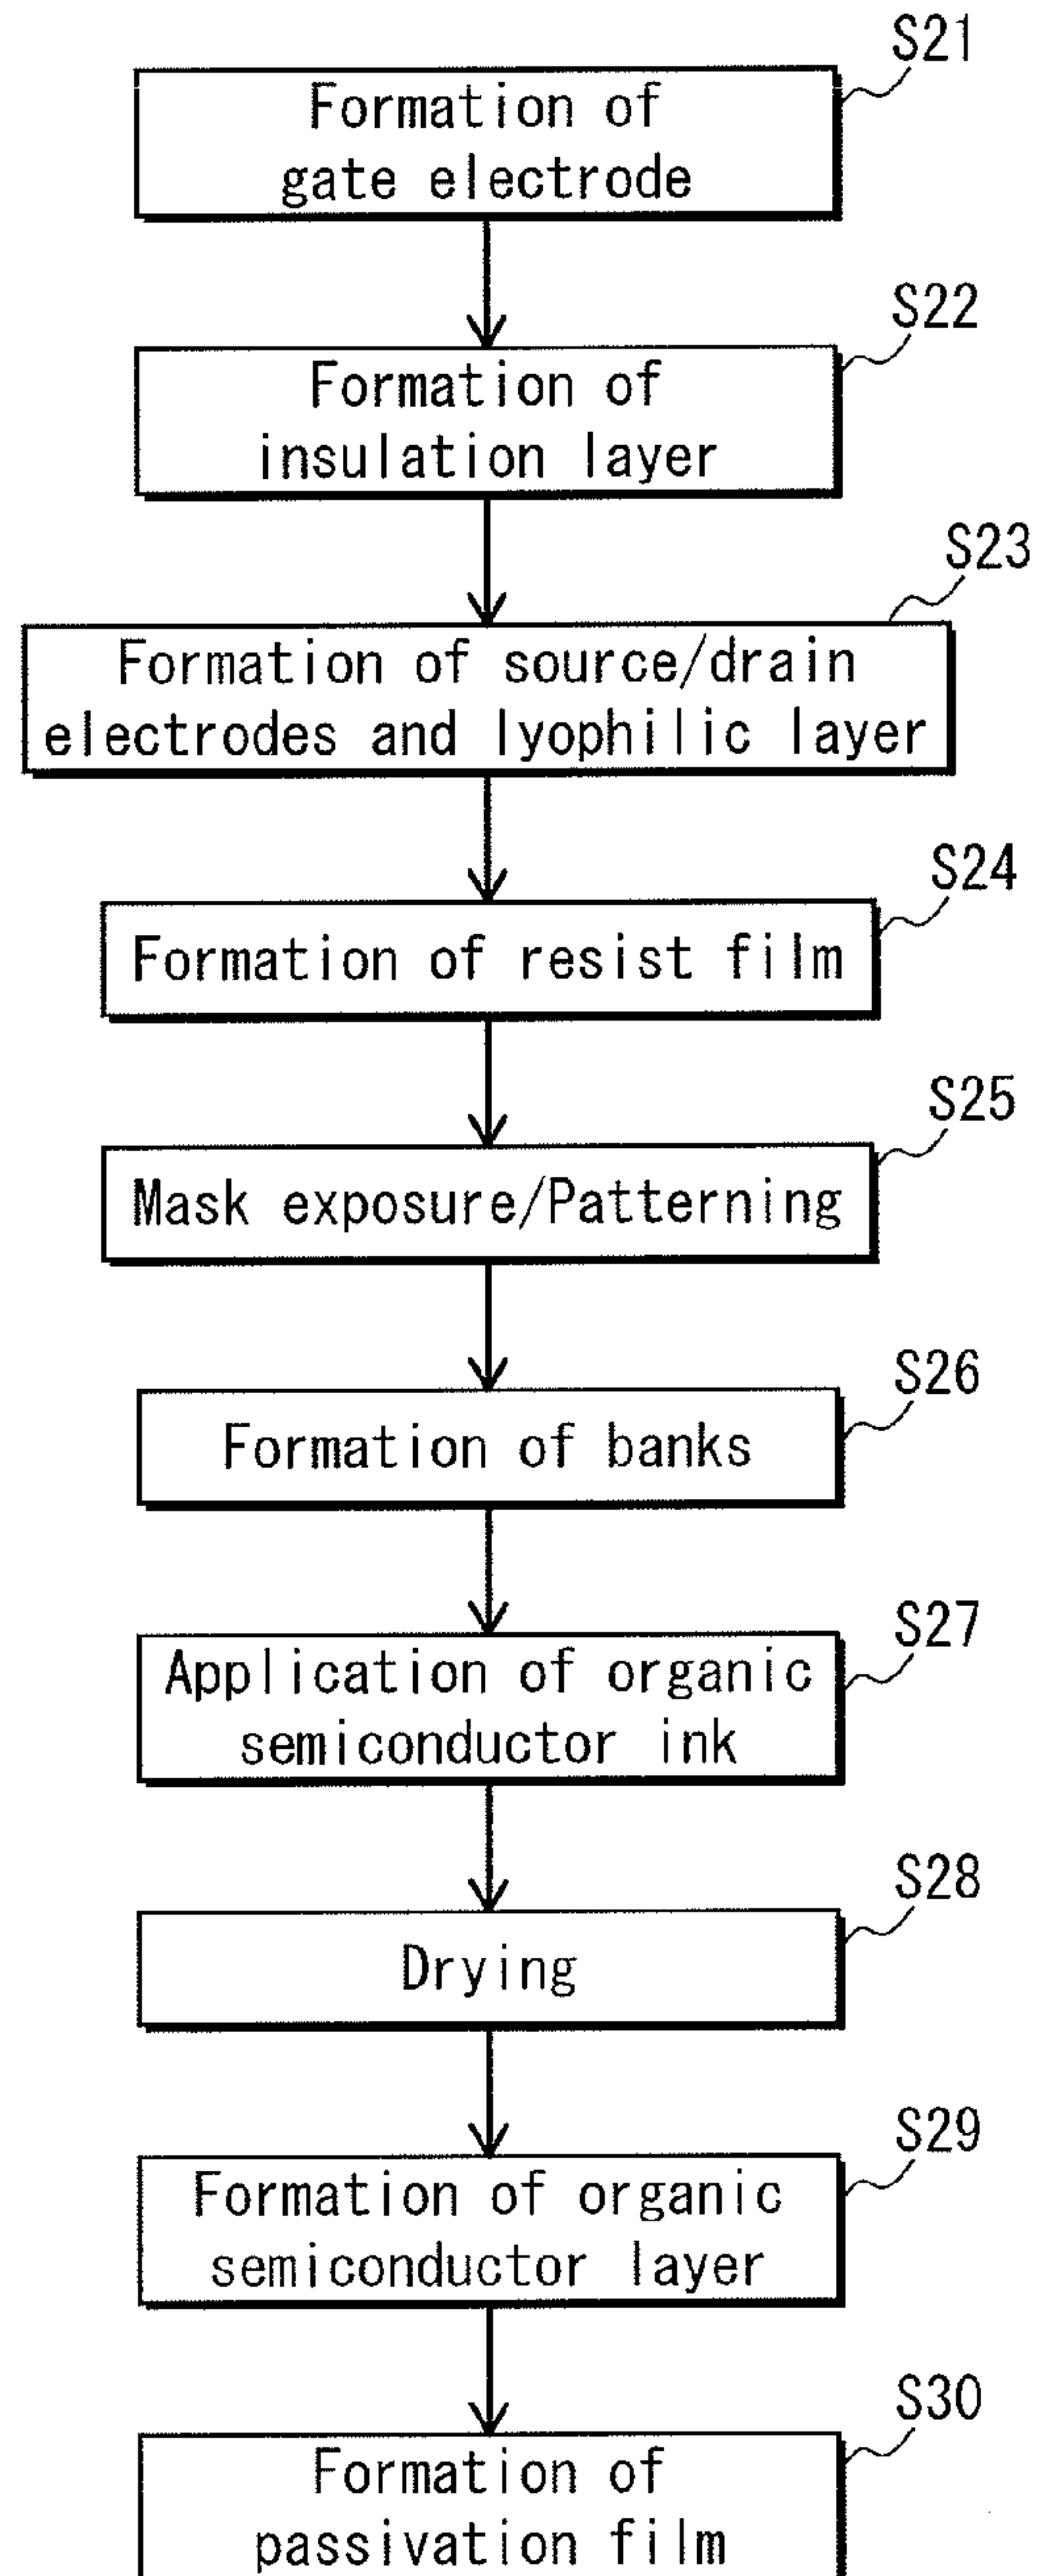 S21
Formation of
gate electrode
S22
Formation of
insulation layer
S23
Formation of source/drain
electrodes and lyophilic layer
S24
Formation of resist film
S25
Mask exposure/Patterning
S26
Formation of banks
S27
Application of organic
semiconductor ink
S28
Drying
S29
Formation of organic
semiconductor layer
S30
Formation of
passivation film